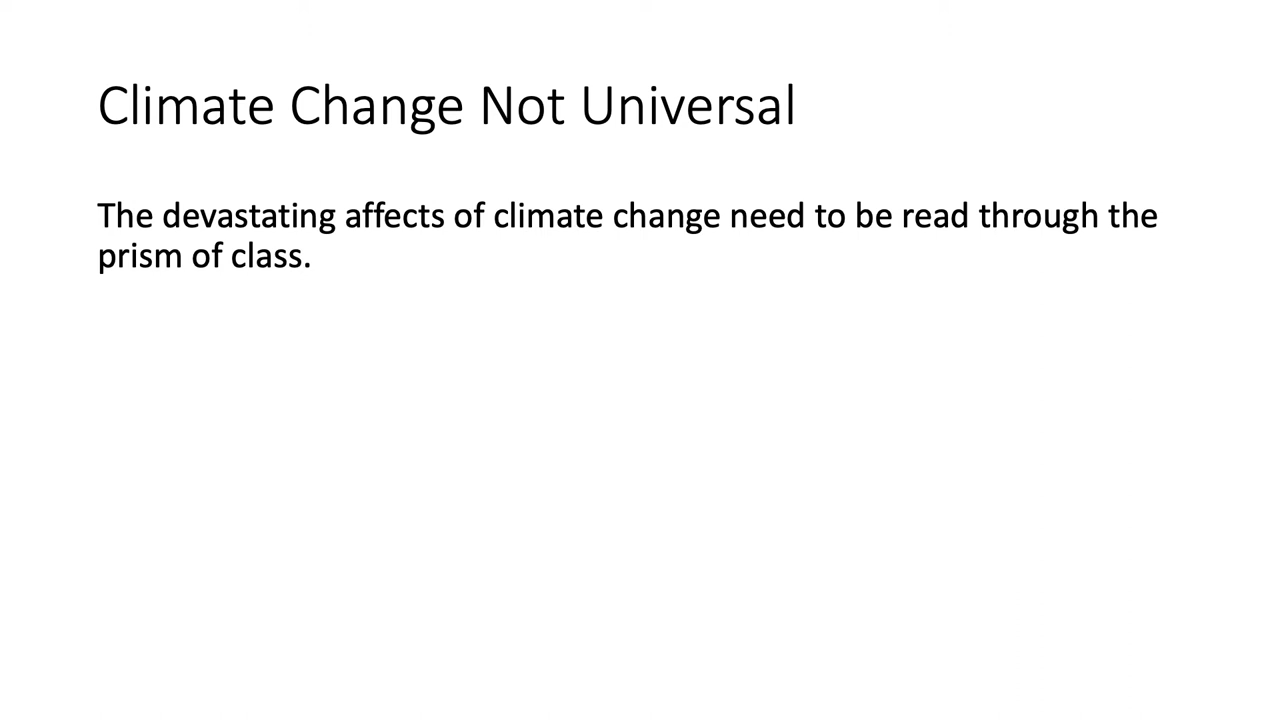 Climate Change Not Universal
The devastating affects of climate change need to be read through the
prism of class.